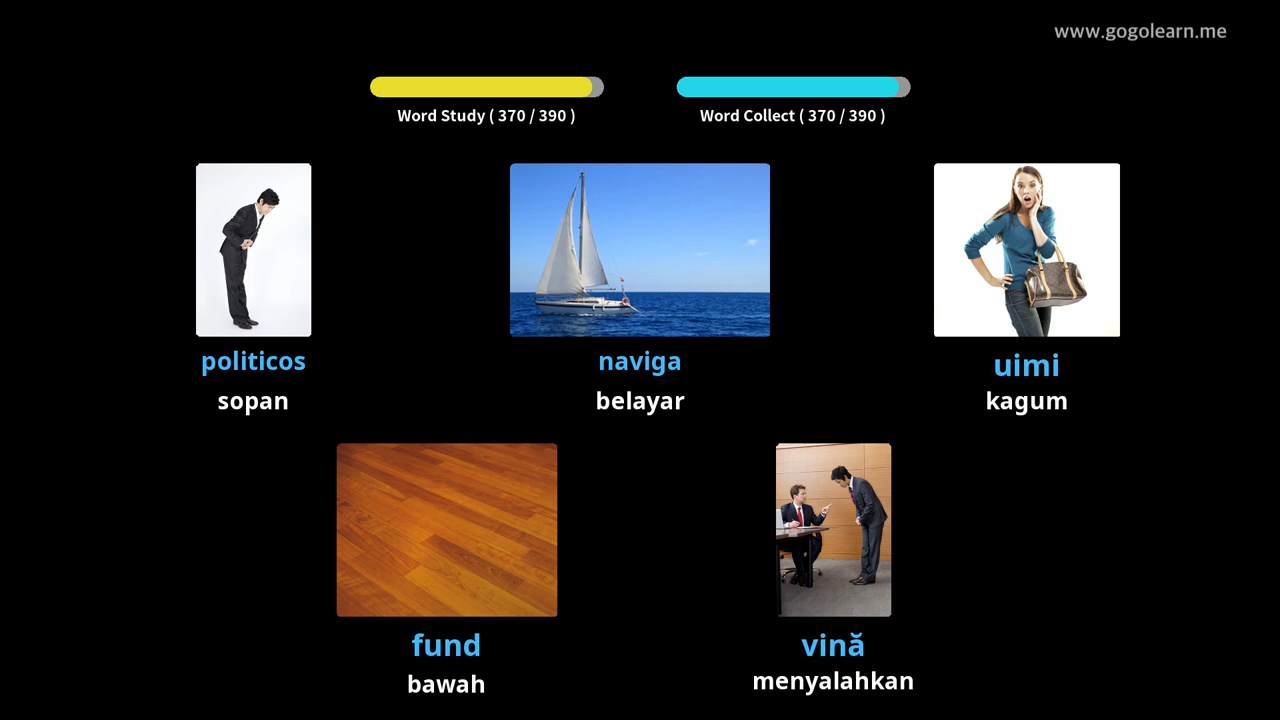 www.gogolearn.me
Word Study ( 370 / 390 )
Word Collect ( 370 / 390 )
politicos
sopan
naviga
belayar
uimi
kagum
fund
bawah
vină
menyalahkan